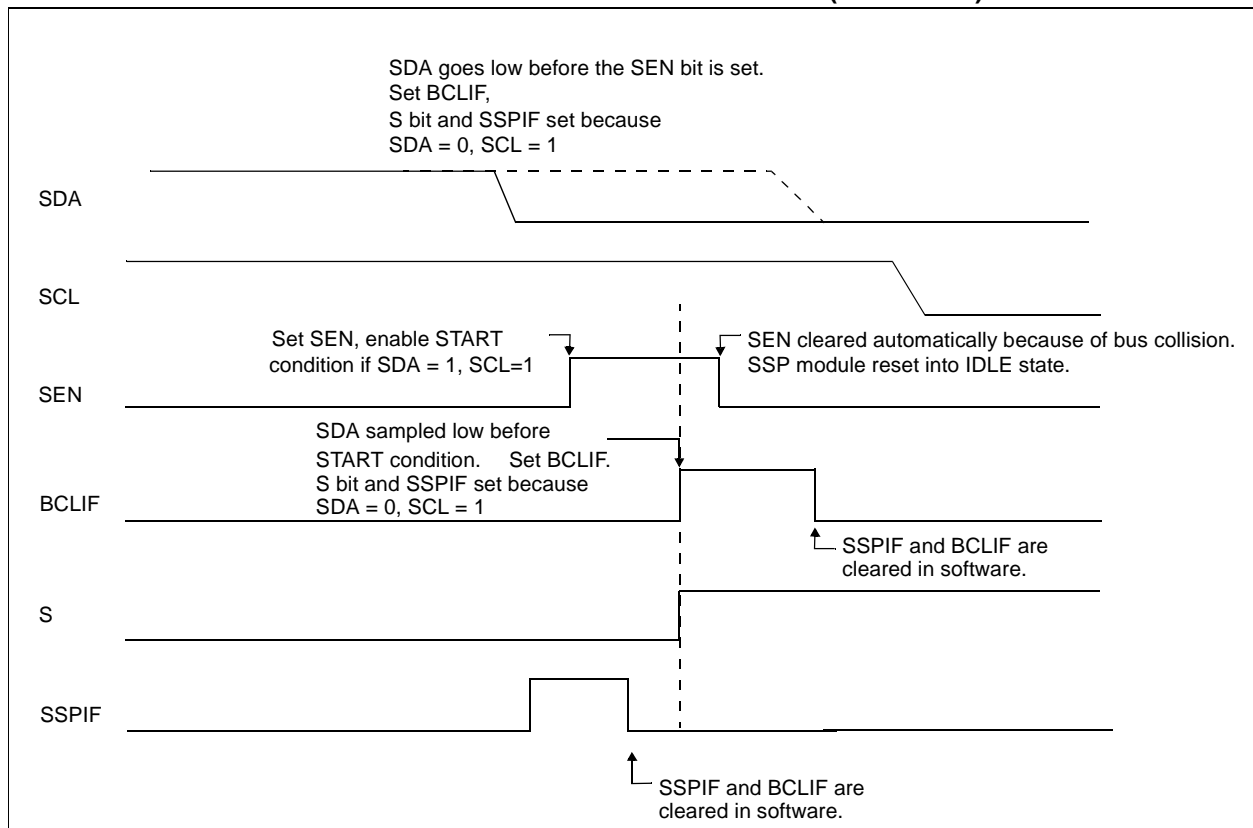 SDA goes low before the SEN bit is set.
Set BCLIF,
S bit and SSPIF set because
SDA = 0, SCL = 1
SDA
SCL
Set SEN, enable START
condition if SDA = 1, SCL=1
SEN cleared automatically because of bus collision.
SSP module reset into IDLE state.
SEN
SDA sampled low before
START condition. Set BCLIF.
S bit and SSPIF set because
SDA = 0, SCL = 1
BCLIF
SSPIF and BCLIF are
cleared in software.
S
SSPIF
SSPIF and BCLIF are
cleared in software.